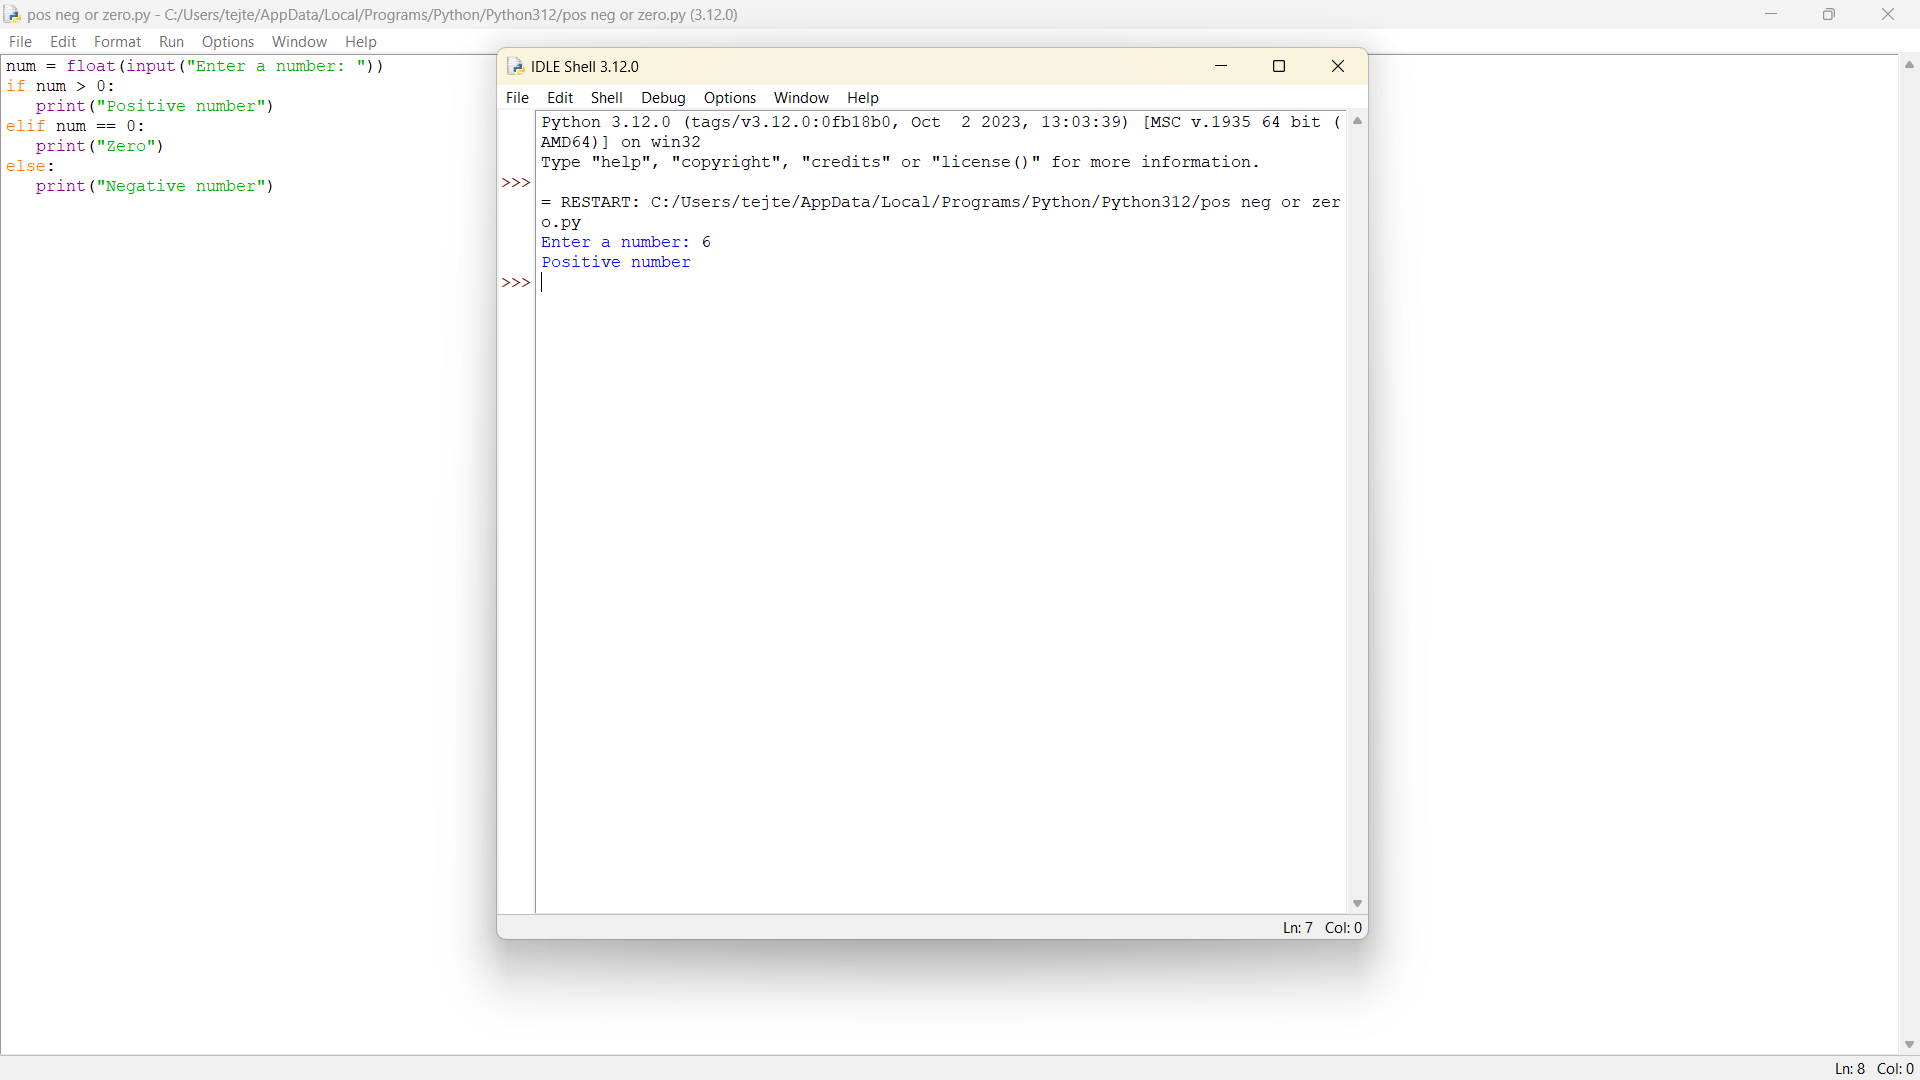 pos neg or zero.py - C:/Users/tejte/AppData/Local/Programs/Python/Python312/pos neg or zero.py (3.12.0)
File Edit Format Run Options Window Help
num = float(input("Enter a number: "))
if num > 0:
   print("Positive number")
elif num == 0:
   print("Zero")
else:
   print("Negative number")
IDLE Shell 3.12.0
File Edit Shell Debug Options Window Help
Python 3.12.0 (tags/v3.12.0:0fb18b0, Oct  2 2023, 13:03:39) [MSC v.1935 64 bit (
AMD64)] on win32
Type "help", "copyright", "credits" or "license()" for more information.
>>>
= RESTART: C:/Users/tejte/AppData/Local/Programs/Python/Python312/pos neg or zer
o.py
Enter a number: 6
Positive number
>>>
Ln: 7 Col: 0
Ln: 8 Col: 0